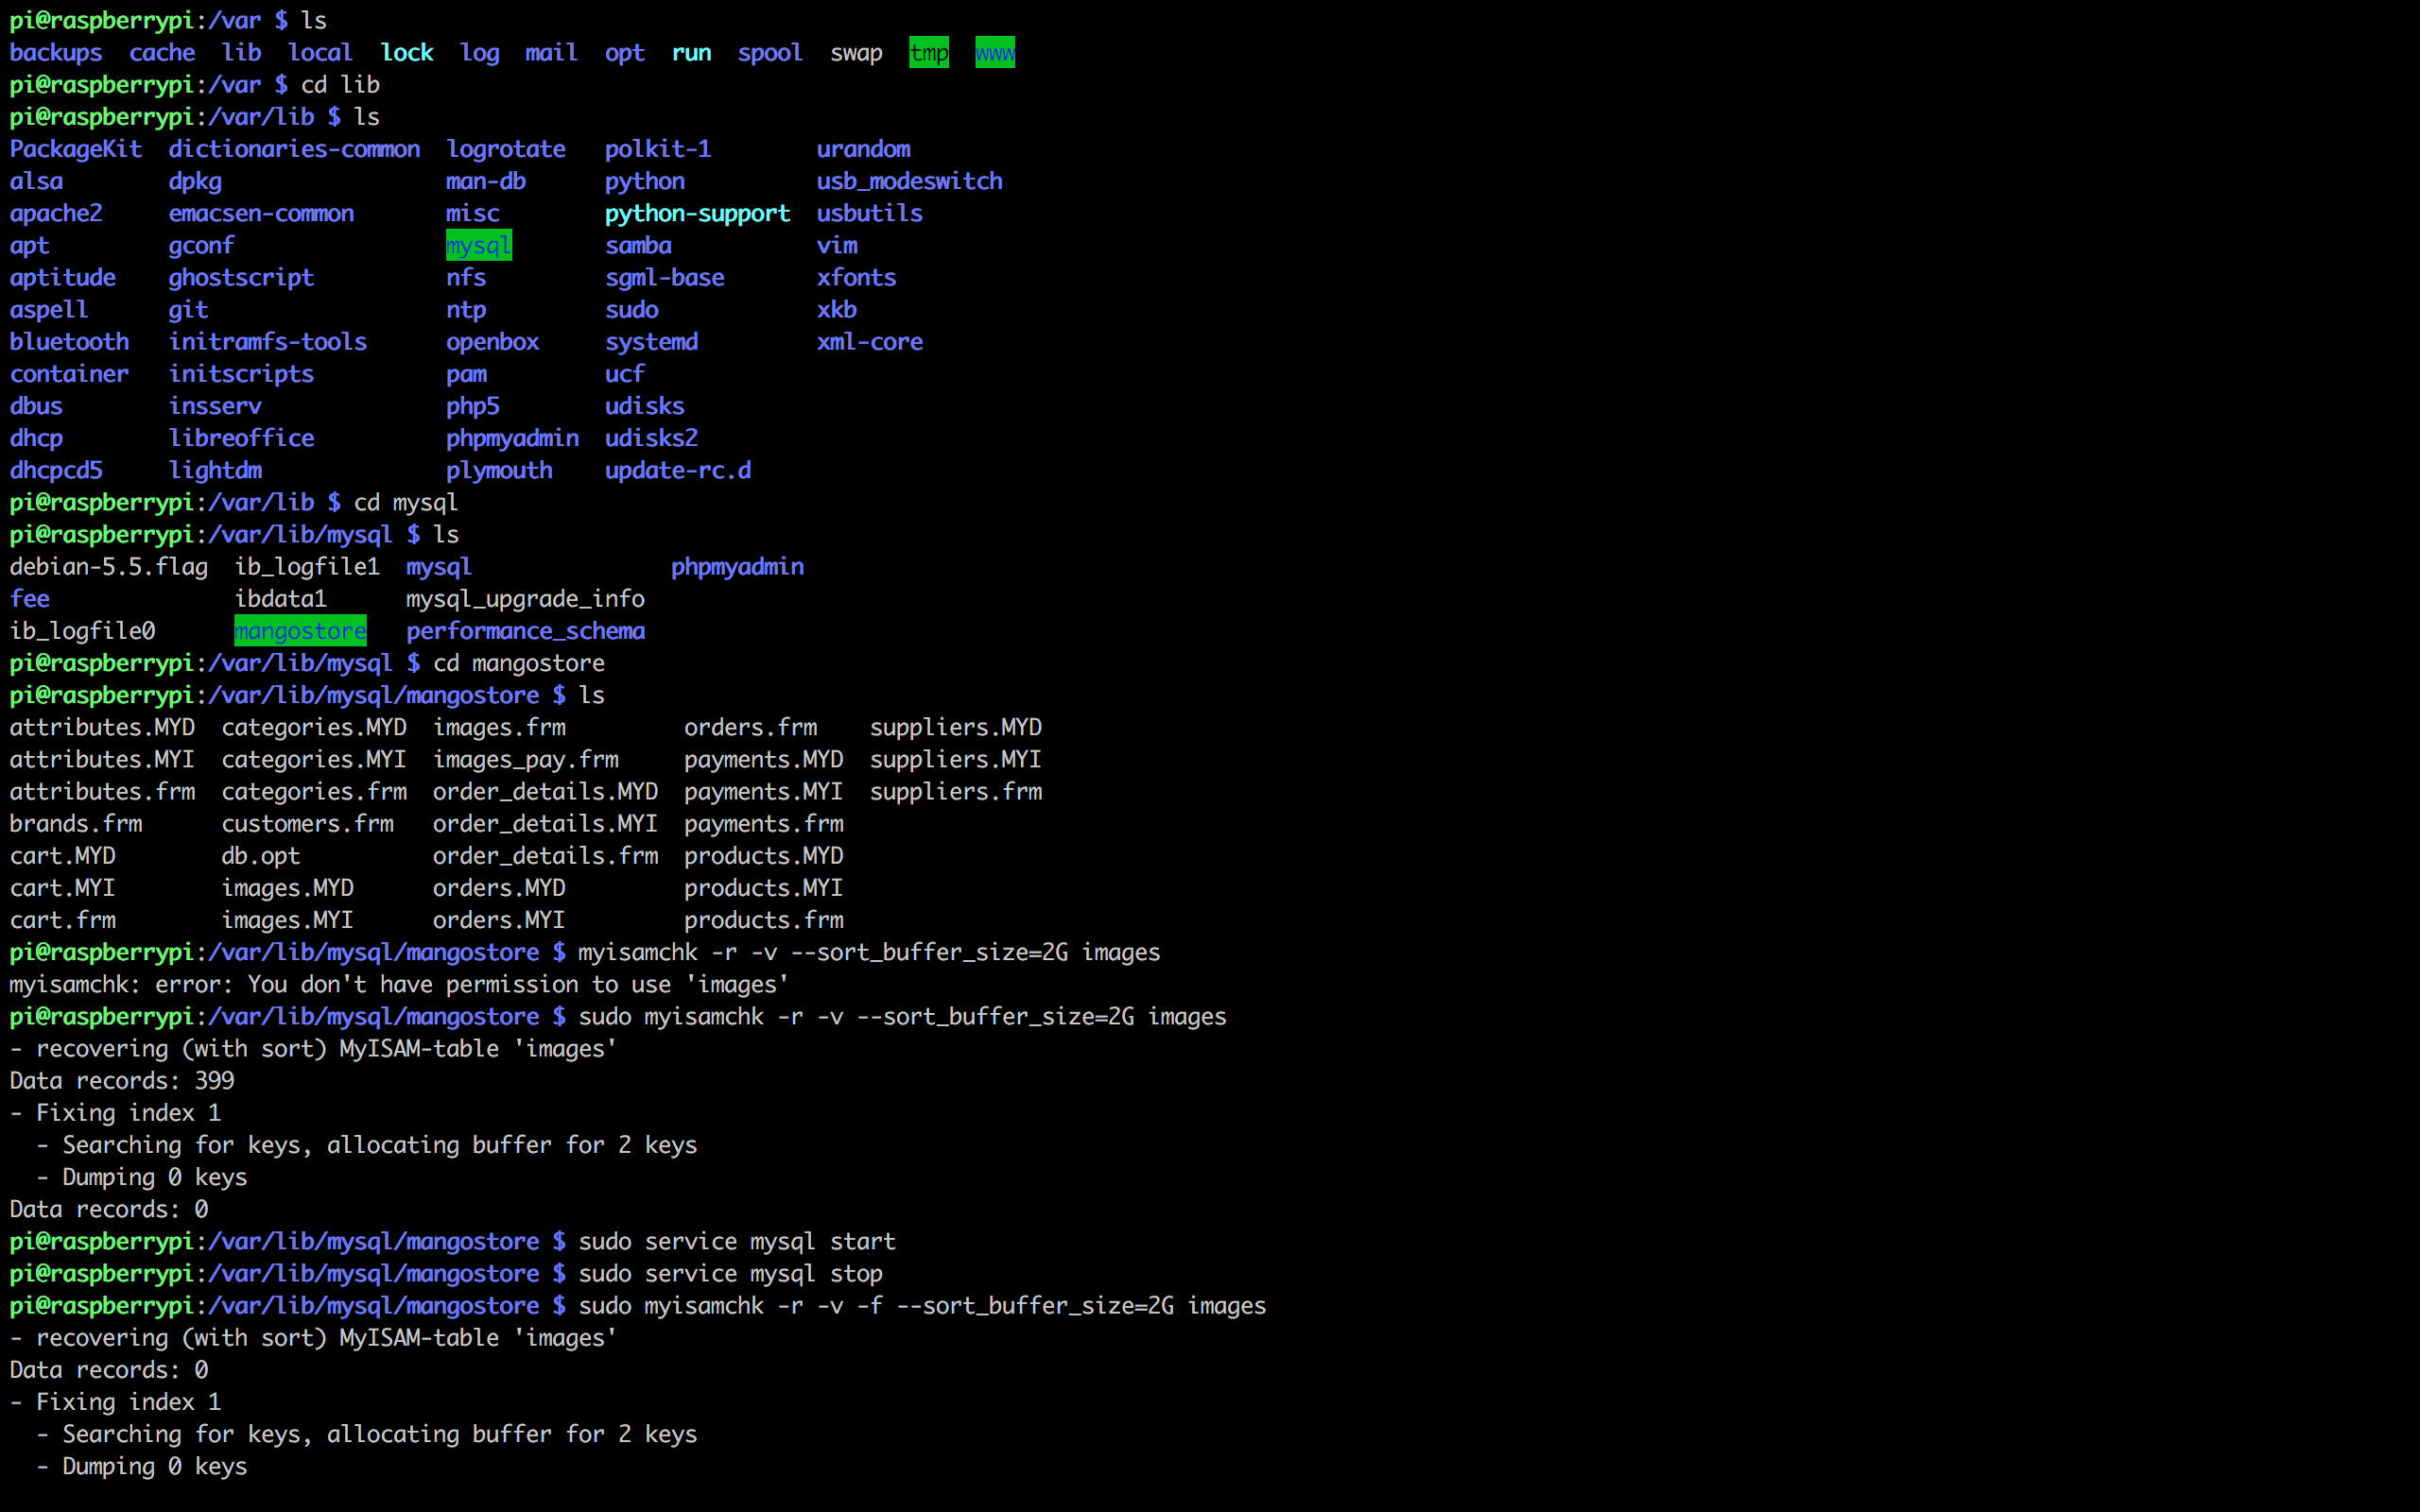 pi@raspberrypi:/var $ ls
backups  cache  lib  local  lock  log  mail  opt  run  spool  swap  tmp  www
pi@raspberrypi:/var $ cd lib
pi@raspberrypi:/var/lib $ ls
PackageKit  dictionaries-common  logrotate   polkit-1        urandom
alsa        dpkg                 man-db      python          usb_modeswitch
apache2     emacsen-common       misc        python-support  usbutils
apt         gconf                mysql       samba           vim
aptitude    ghostscript          nfs         sgml-base       xfonts
aspell      git                  ntp         sudo            xkb
bluetooth   initramfs-tools      openbox     systemd         xml-core
container   initscripts          pam         ucf
dbus        insserv              php5        udisks
dhcp        libreoffice          phpmyadmin  udisks2
dhcpcd5     lightdm              plymouth    update-rc.d
pi@raspberrypi:/var/lib $ cd mysql
pi@raspberrypi:/var/lib/mysql $ ls
debian-5.5.flag  ib_logfile1  mysql               phpmyadmin
fee              ibdata1      mysql_upgrade_info
ib_logfile0      mangostore   performance_schema
pi@raspberrypi:/var/lib/mysql $ cd mangostore
pi@raspberrypi:/var/lib/mysql/mangostore $ ls
attributes.MYD  categories.MYD  images.frm         orders.frm    suppliers.MYD
attributes.MYI  categories.MYI  images_pay.frm     payments.MYD  suppliers.MYI
attributes.frm  categories.frm  order_details.MYD  payments.MYI  suppliers.frm
brands.frm      customers.frm   order_details.MYI  payments.frm
cart.MYD        db.opt          order_details.frm  products.MYD
cart.MYI        images.MYD      orders.MYD         products.MYI
cart.frm        images.MYI      orders.MYI         products.frm
pi@raspberrypi:/var/lib/mysql/mangostore $ myisamchk -r -v --sort_buffer_size=2G images
myisamchk: error: You don't have permission to use 'images'
pi@raspberrypi:/var/lib/mysql/mangostore $ sudo myisamchk -r -v --sort_buffer_size=2G images
- recovering (with sort) MyISAM-table 'images'
Data records: 399
- Fixing index 1
  - Searching for keys, allocating buffer for 2 keys
  - Dumping 0 keys
Data records: 0
pi@raspberrypi:/var/lib/mysql/mangostore $ sudo service mysql start
pi@raspberrypi:/var/lib/mysql/mangostore $ sudo service mysql stop
pi@raspberrypi:/var/lib/mysql/mangostore $ sudo myisamchk -r -v -f --sort_buffer_size=2G images
- recovering (with sort) MyISAM-table 'images'
Data records: 0
- Fixing index 1
  - Searching for keys, allocating buffer for 2 keys
  - Dumping 0 keys